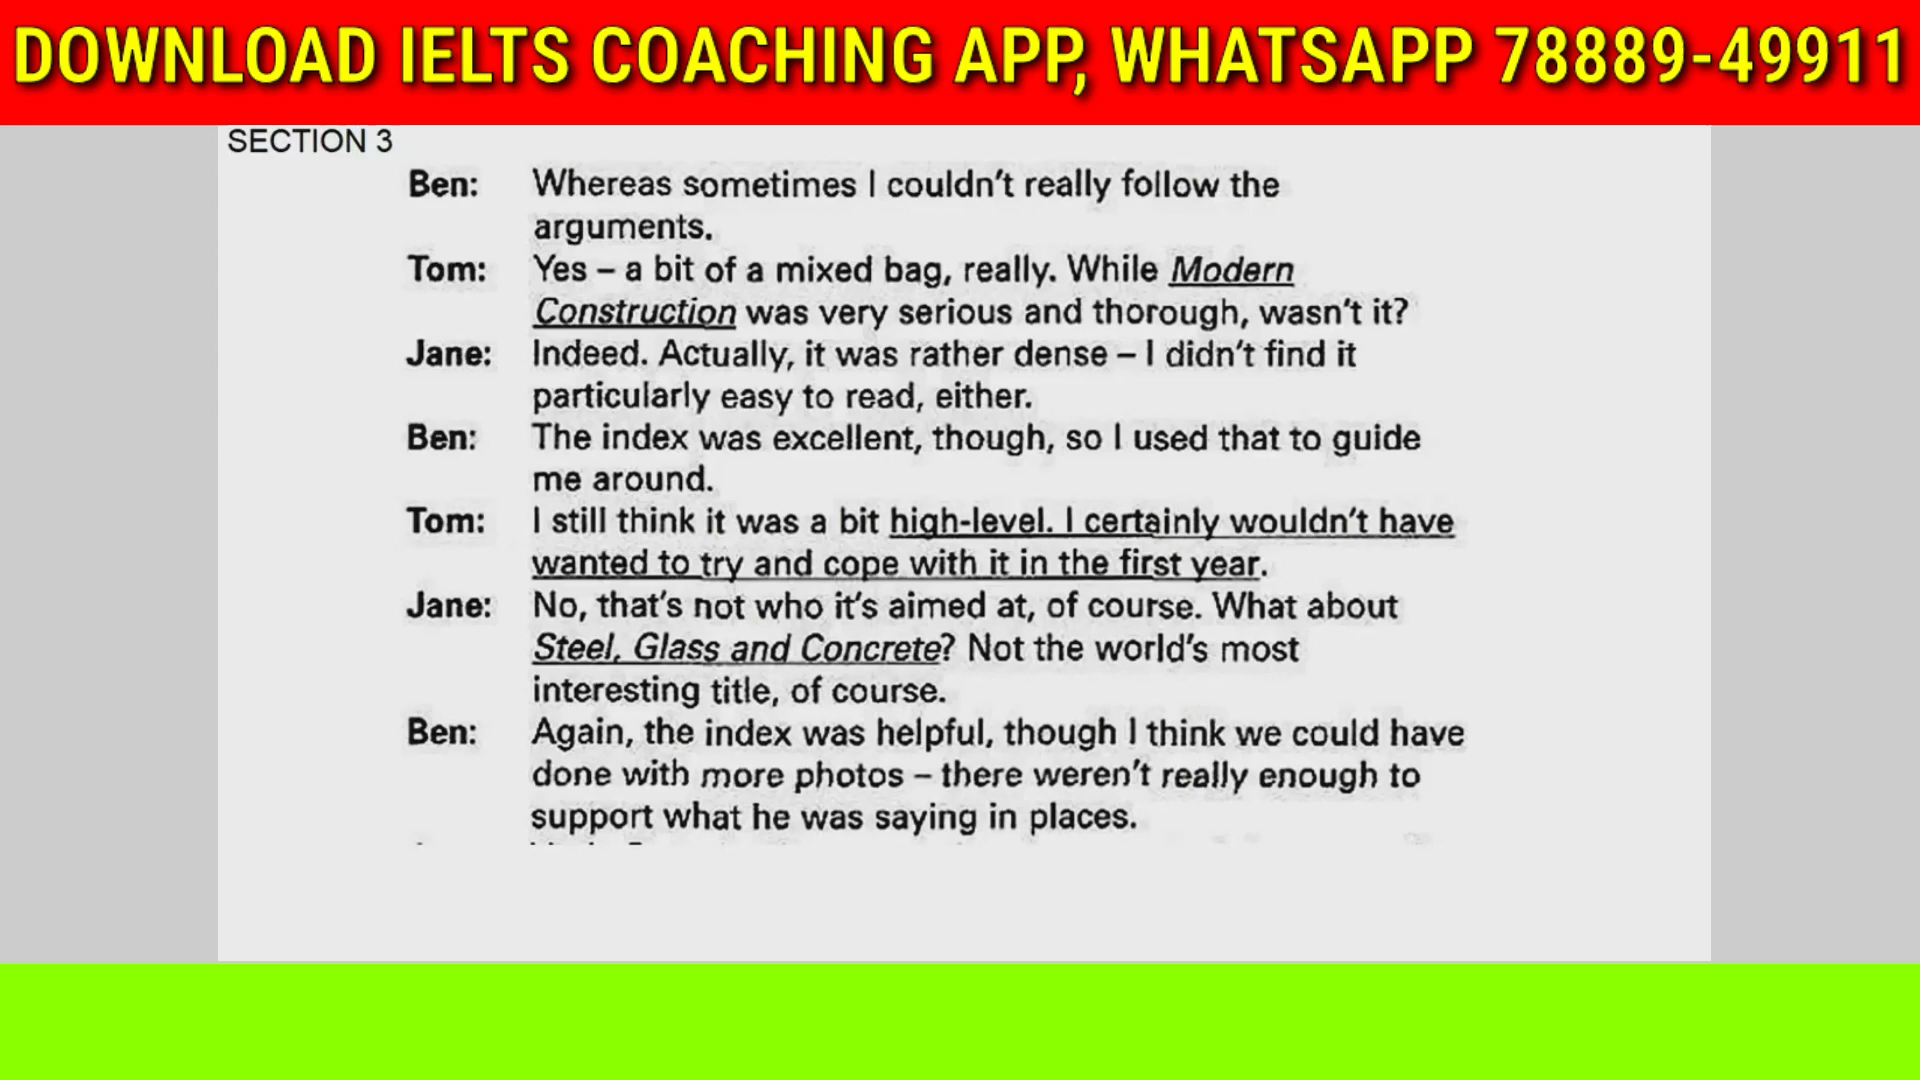 DOWNLOAD IELTS COACHING APP, WHATSAPP 78889-49911
SECTION 3
Ben: Whereas sometimes I couldn't really follow the
arguments.
Tom: Yes – a bit of a mixed bag, really. While Modern
Construction was very serious and thorough, wasn't it?
Jane: Indeed. Actually, it was rather dense – I didn't find it
particularly easy to read, either.
Ben: The index was excellent, though, so I used that to guide
me around.
Tom: I still think it was a bit high-level. I certainly wouldn't have
wanted to try and cope with it in the first year.
Jane: No, that's not who it's aimed at, of course. What about
Steel, Glass and Concrete? Not the world's most
interesting title, of course.
Ben: Again, the index was helpful, though I think we could have
done with more photos – there weren't really enough to
support what he was saying in places.